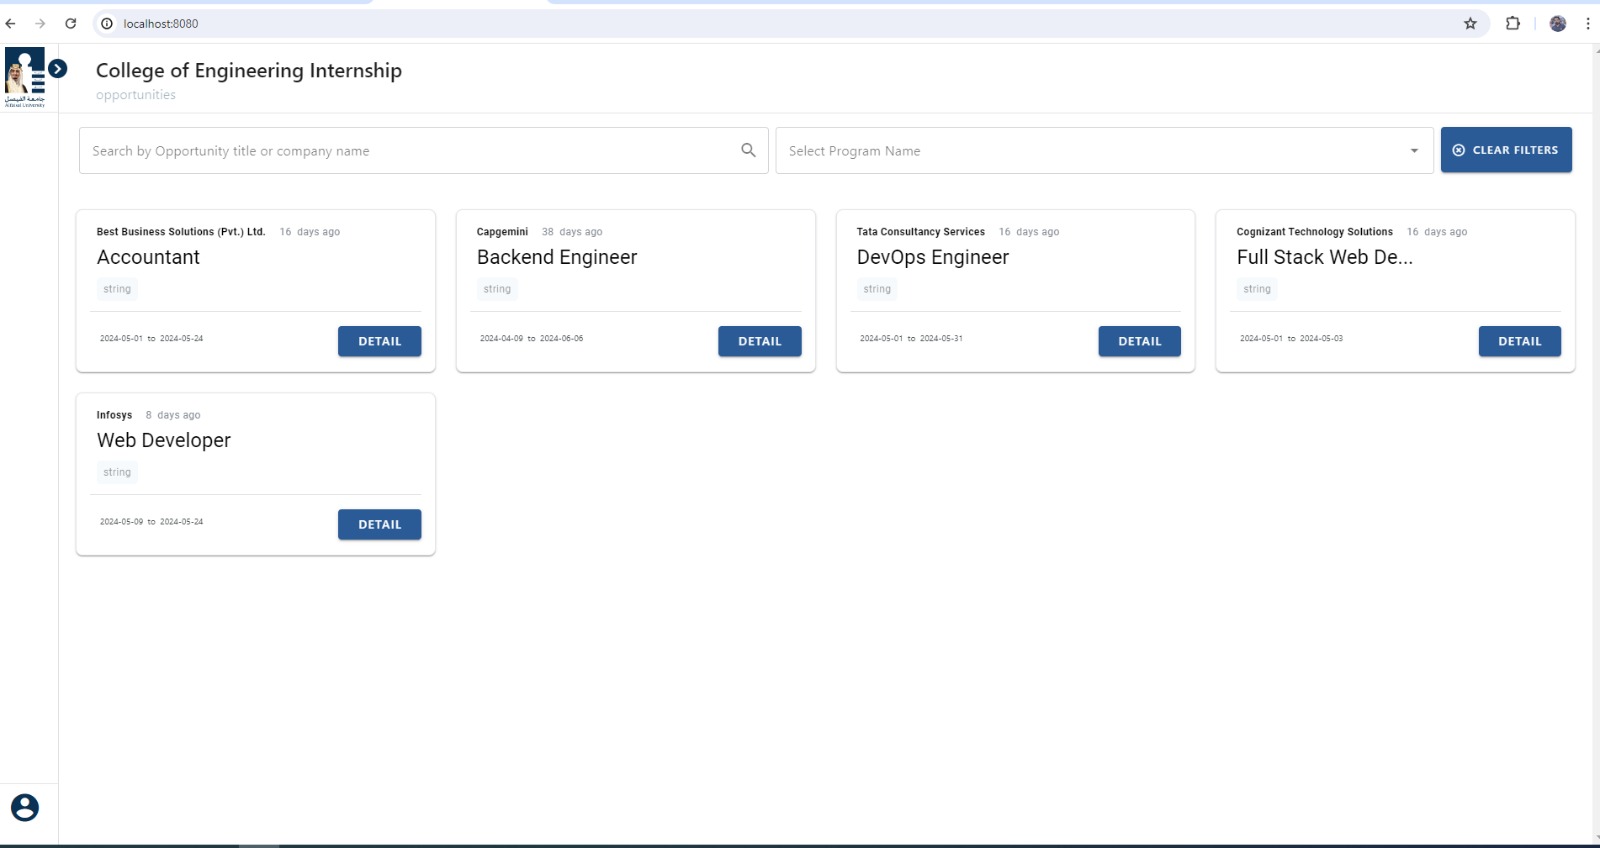 localhost:8080
جامعة الفيصل
Alfaisal University
College of Engineering Internship
opportunities
Search by Opportunity title or company name
Select Program Name
CLEAR FILTERS
Best Business Solutions (Pvt.) Ltd. 16 days ago
Accountant
string
2024-05-01 to 2024-05-24
DETAIL
Capgemini 38 days ago
Backend Engineer
string
2024-04-09 to 2024-06-06
DETAIL
Tata Consultancy Services 16 days ago
DevOps Engineer
string
2024-05-01 to 2024-05-31
DETAIL
Cognizant Technology Solutions 16 days ago
Full Stack Web De...
string
2024-05-01 to 2024-05-03
DETAIL
Infosys 8 days ago
Web Developer
string
2024-05-09 to 2024-05-24
DETAIL